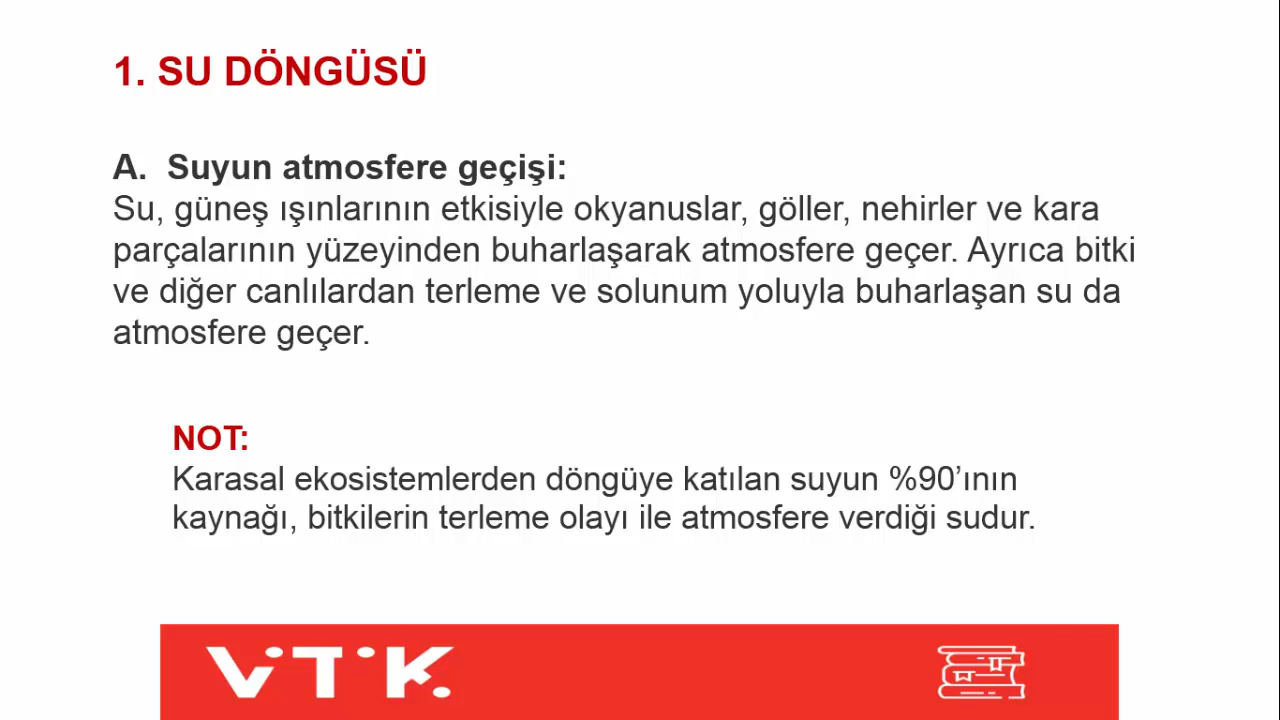 1. SU DÖNGÜSÜ
A. Suyun atmosfere geçişi:
Su, güneş ışınlarının etkisiyle okyanuslar, göller, nehirler ve kara
parçalarının yüzeyinden buharlaşarak atmosfere geçer. Ayrıca bitki
ve diğer canlılardan terleme ve solunum yoluyla buharlaşan su da
atmosfere geçer.
NOT:
Karasal ekosistemlerden döngüye katılan suyun %90’ının
kaynağı, bitkilerin terleme olayı ile atmosfere verdiği sudur.
ViTiK